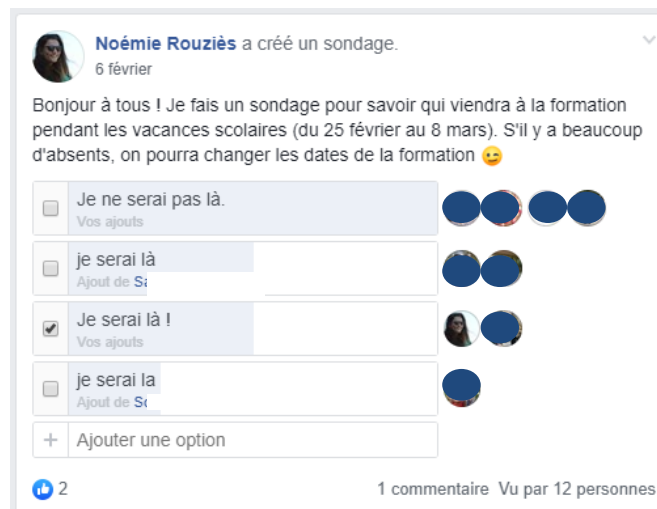 Noémie Rouziès a créé un sondage.
6 février
Bonjour à tous ! Je fais un sondage pour savoir qui viendra à la formation
pendant les vacances scolaires (du 25 février au 8 mars). S'il y a beaucoup
d'absents, on pourra changer les dates de la formation 😉
Je ne serai pas là.
Vos ajouts
je serai là
Ajout de
Je serai là !
Vos ajouts
je serai la
Ajout de
+ Ajouter une option
2
1 commentaire Vu par 12 personnes